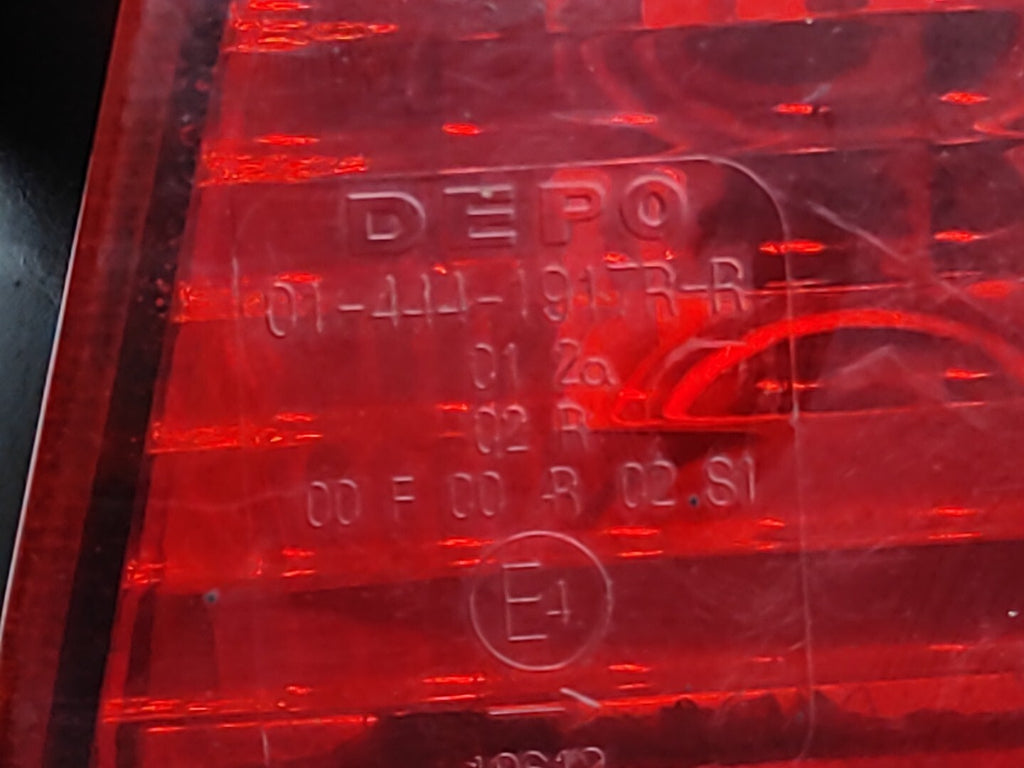 DEPO
01-444-1917R-R
01 2a
02 R
00 F 00 -R 02 S1
E4